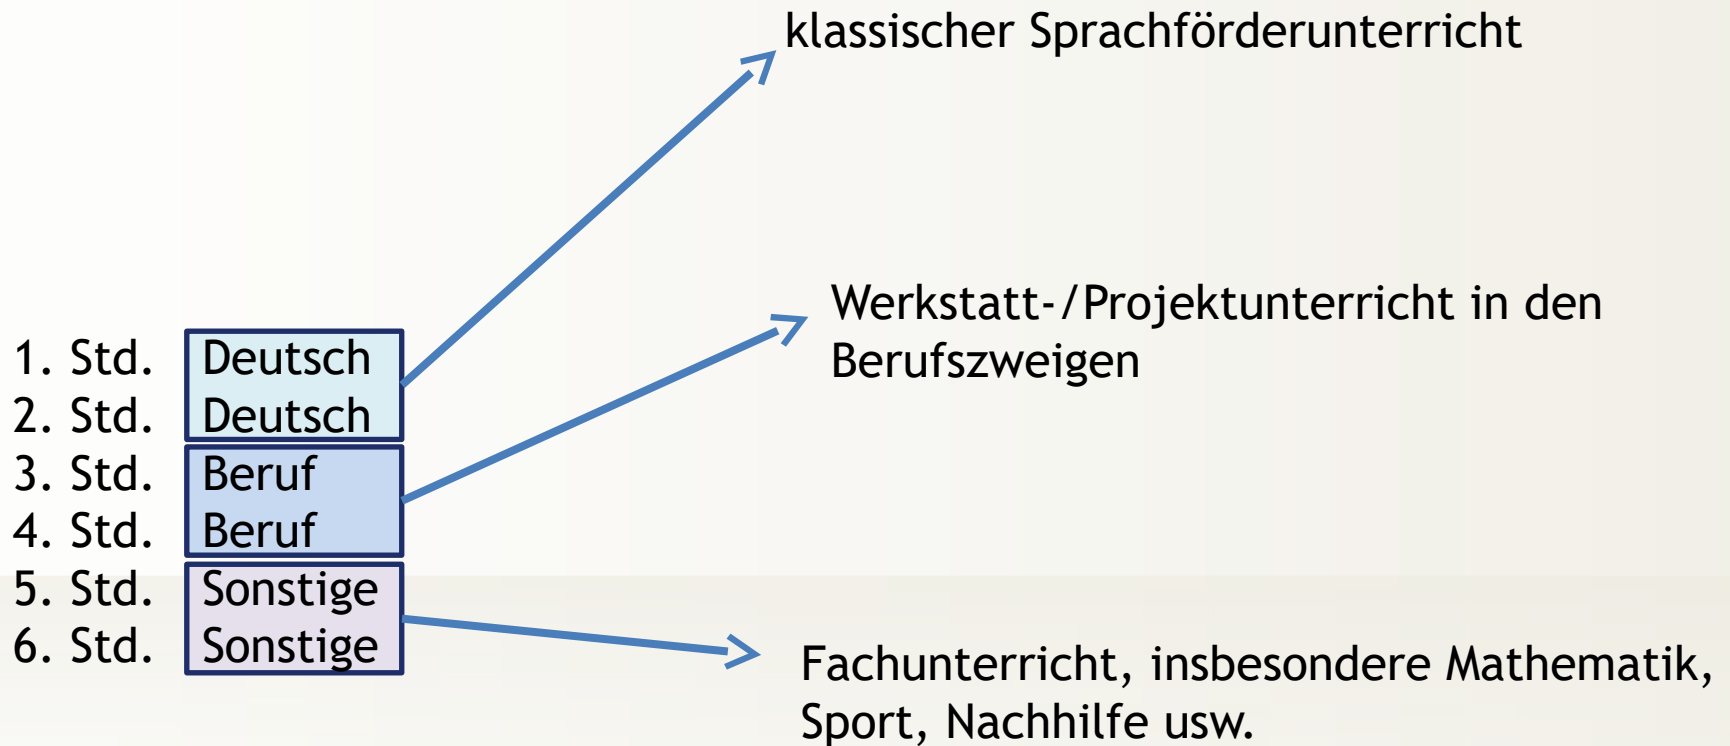 klassischer Sprachförderunterricht
Werkstatt-/Projektunterricht in den
Berufszweigen
1. Std. Deutsch
2. Std. Deutsch
3. Std. Beruf
4. Std. Beruf
5. Std. Sonstige
6. Std. Sonstige
Fachunterricht, insbesondere Mathematik,
Sport, Nachhilfe usw.